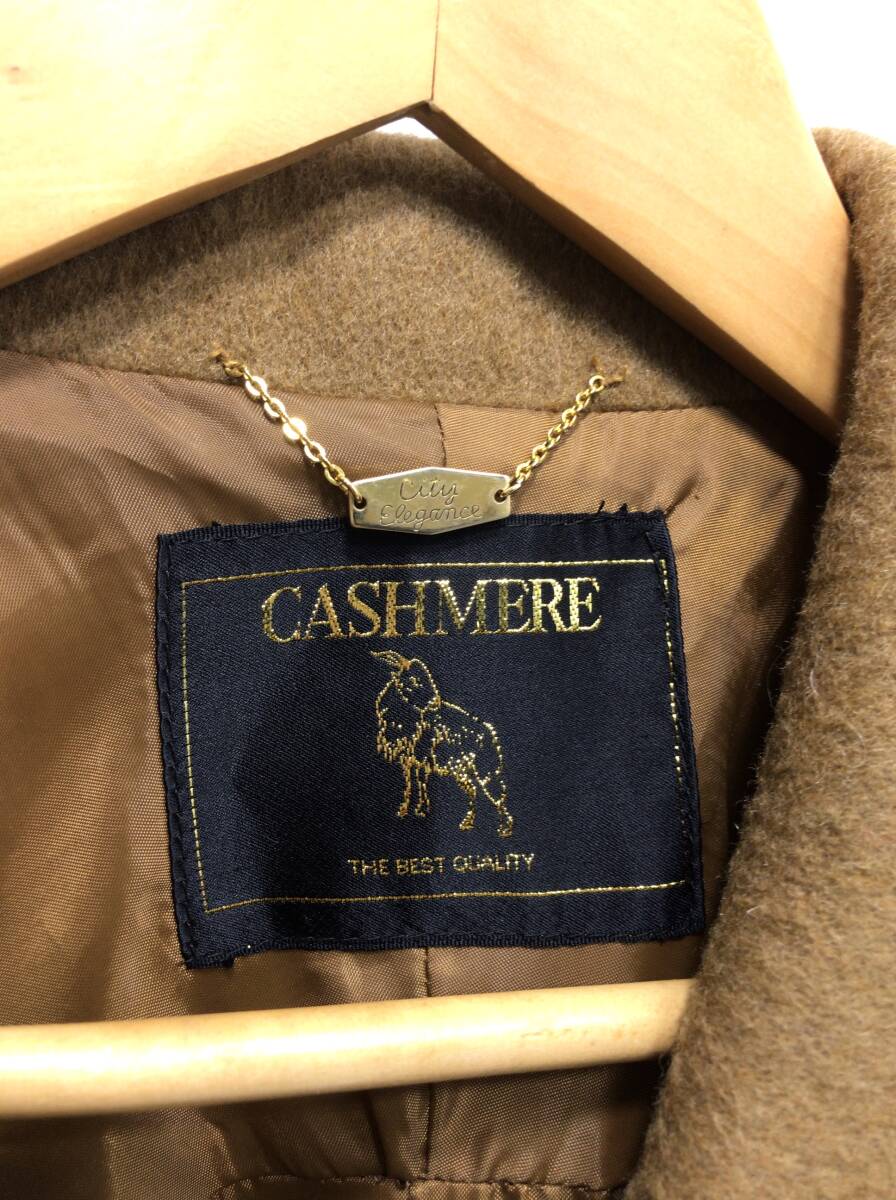 City
Elegance
CASHMERE
THE BEST QUALITY